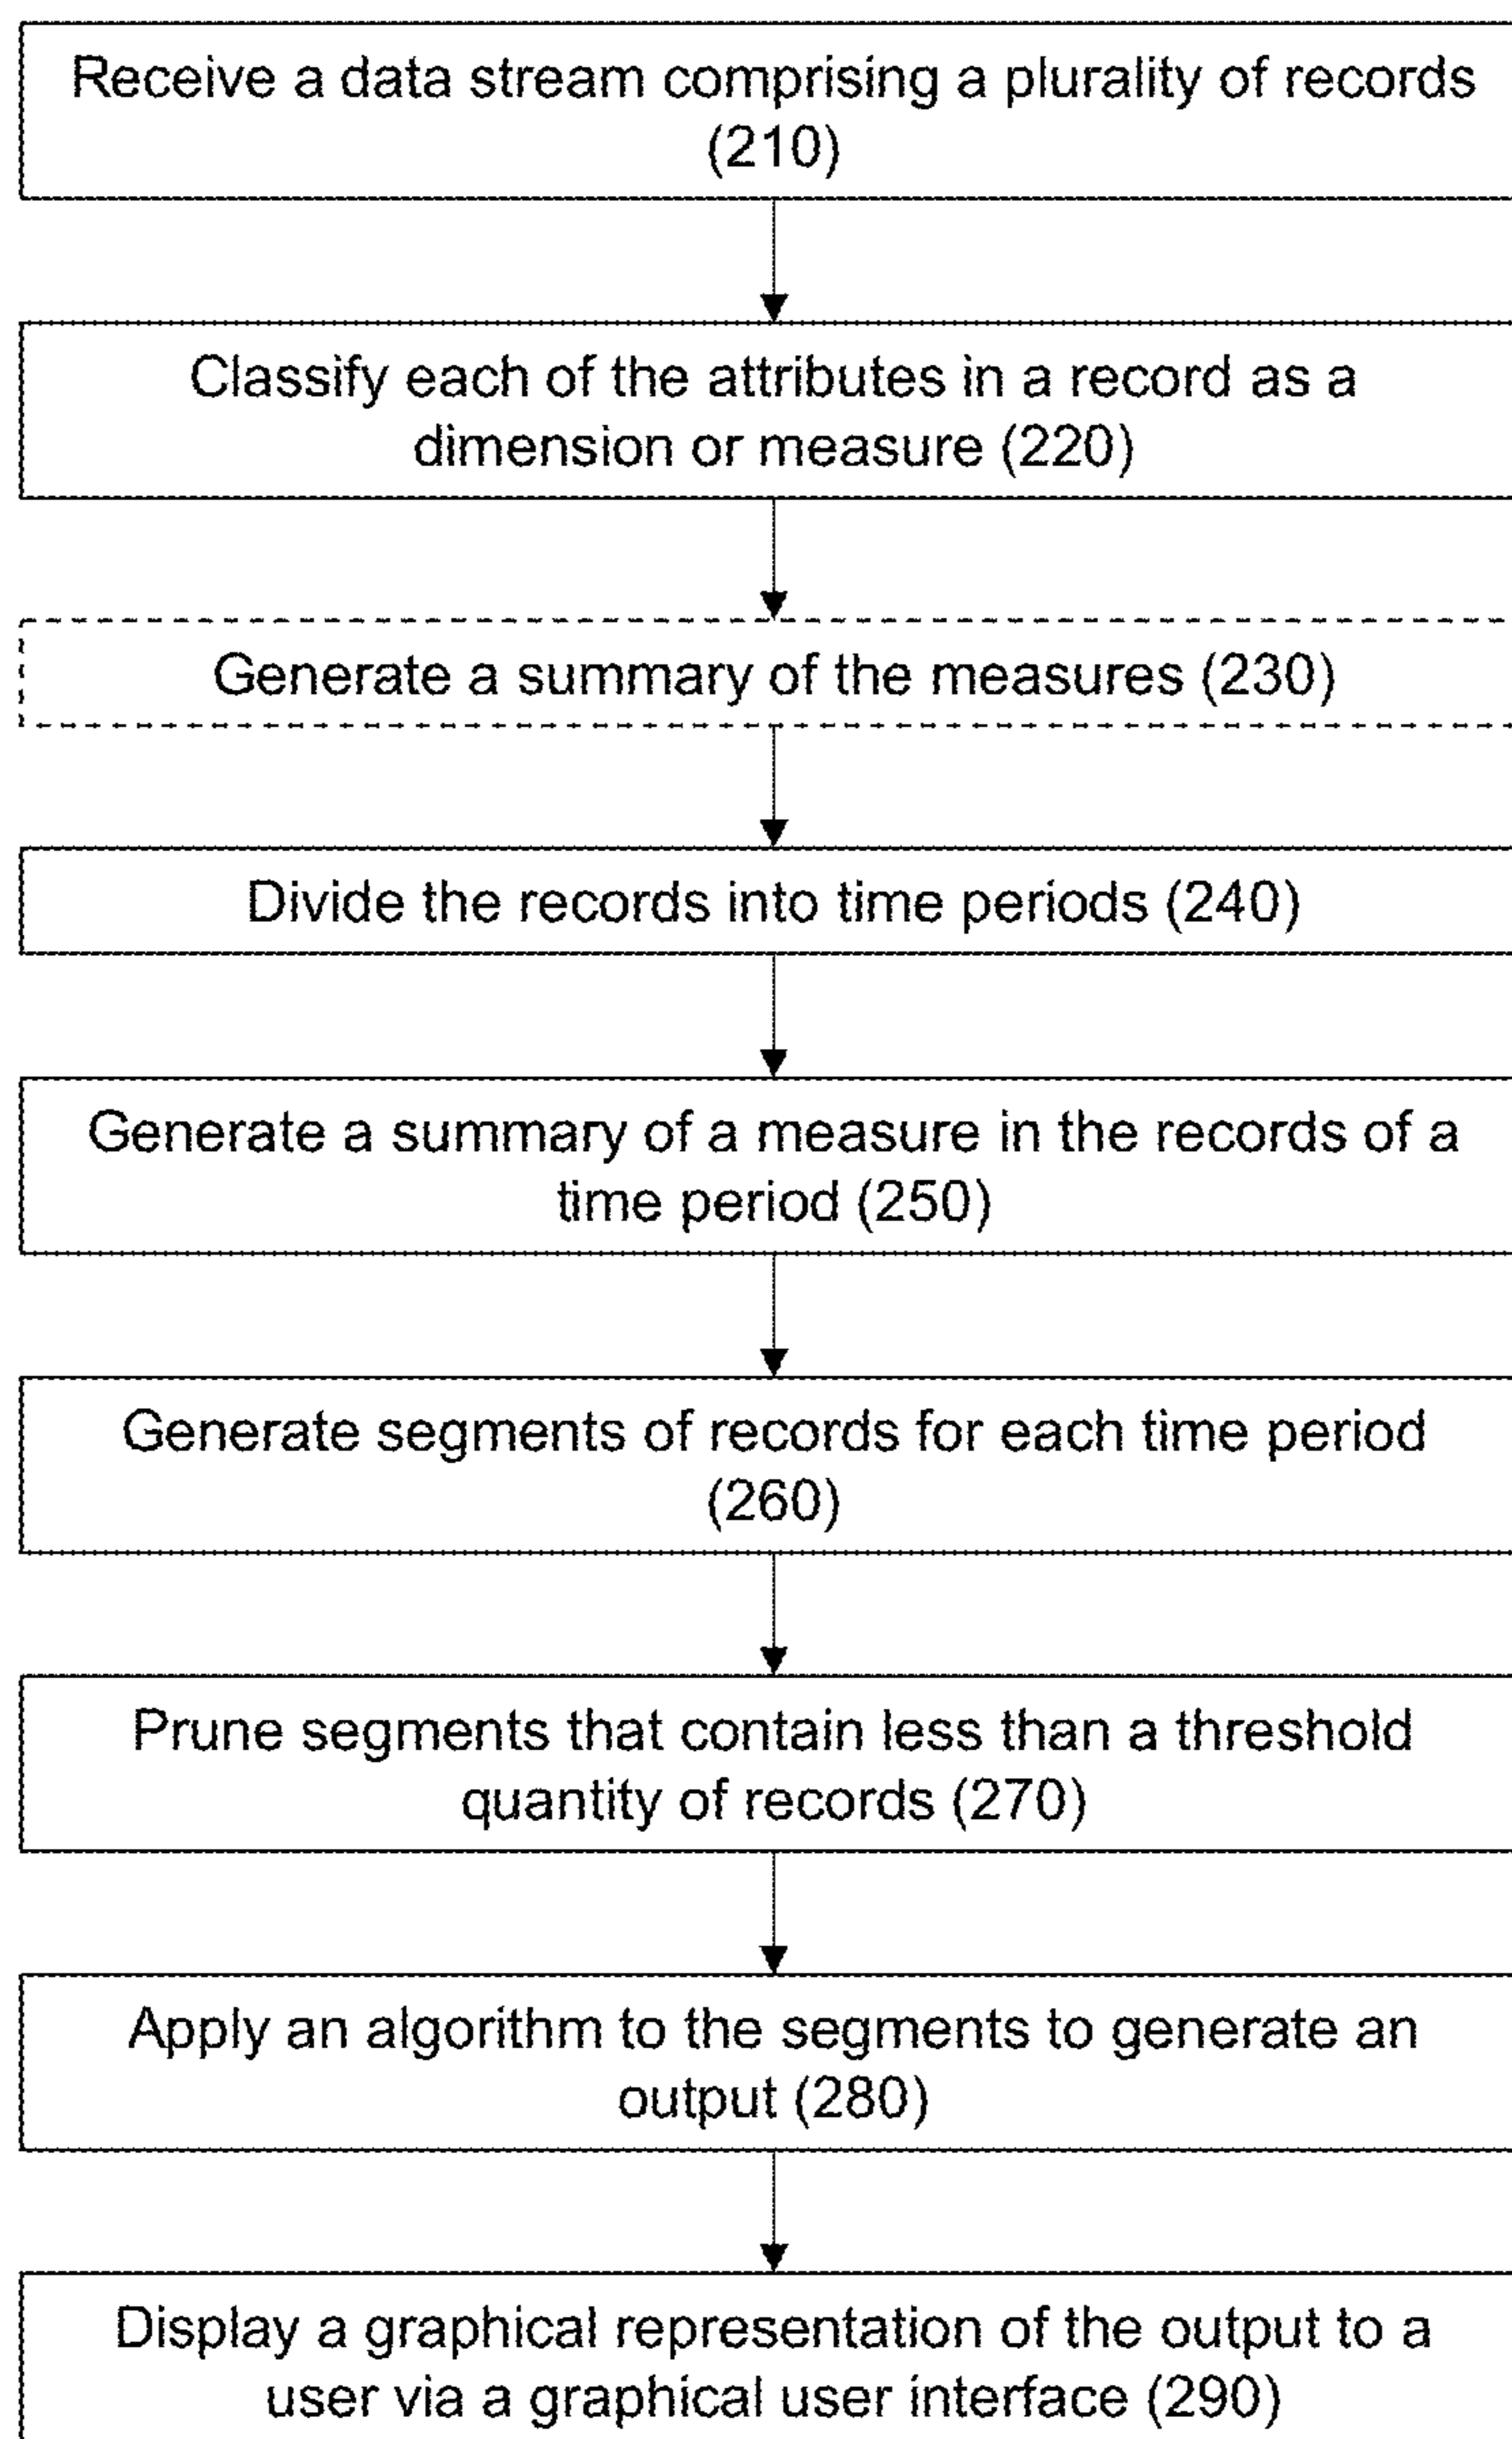 Receive a data stream comprising a plurality of records
(210)
Classify each of the attributes in a record as a
dimension or measure (220)
Generate a summary of the measures (230)
Divide the records into time periods (240)
Generate a summary of a measure in the records of a
time period (250)
Generate segments of records for each time period
(260)
Prune segments that contain less than a threshold
quantity of records (270)
Apply an algorithm to the segments to generate an
output (280)
Display a graphical representation of the output to a
user via a graphical user interface (290)